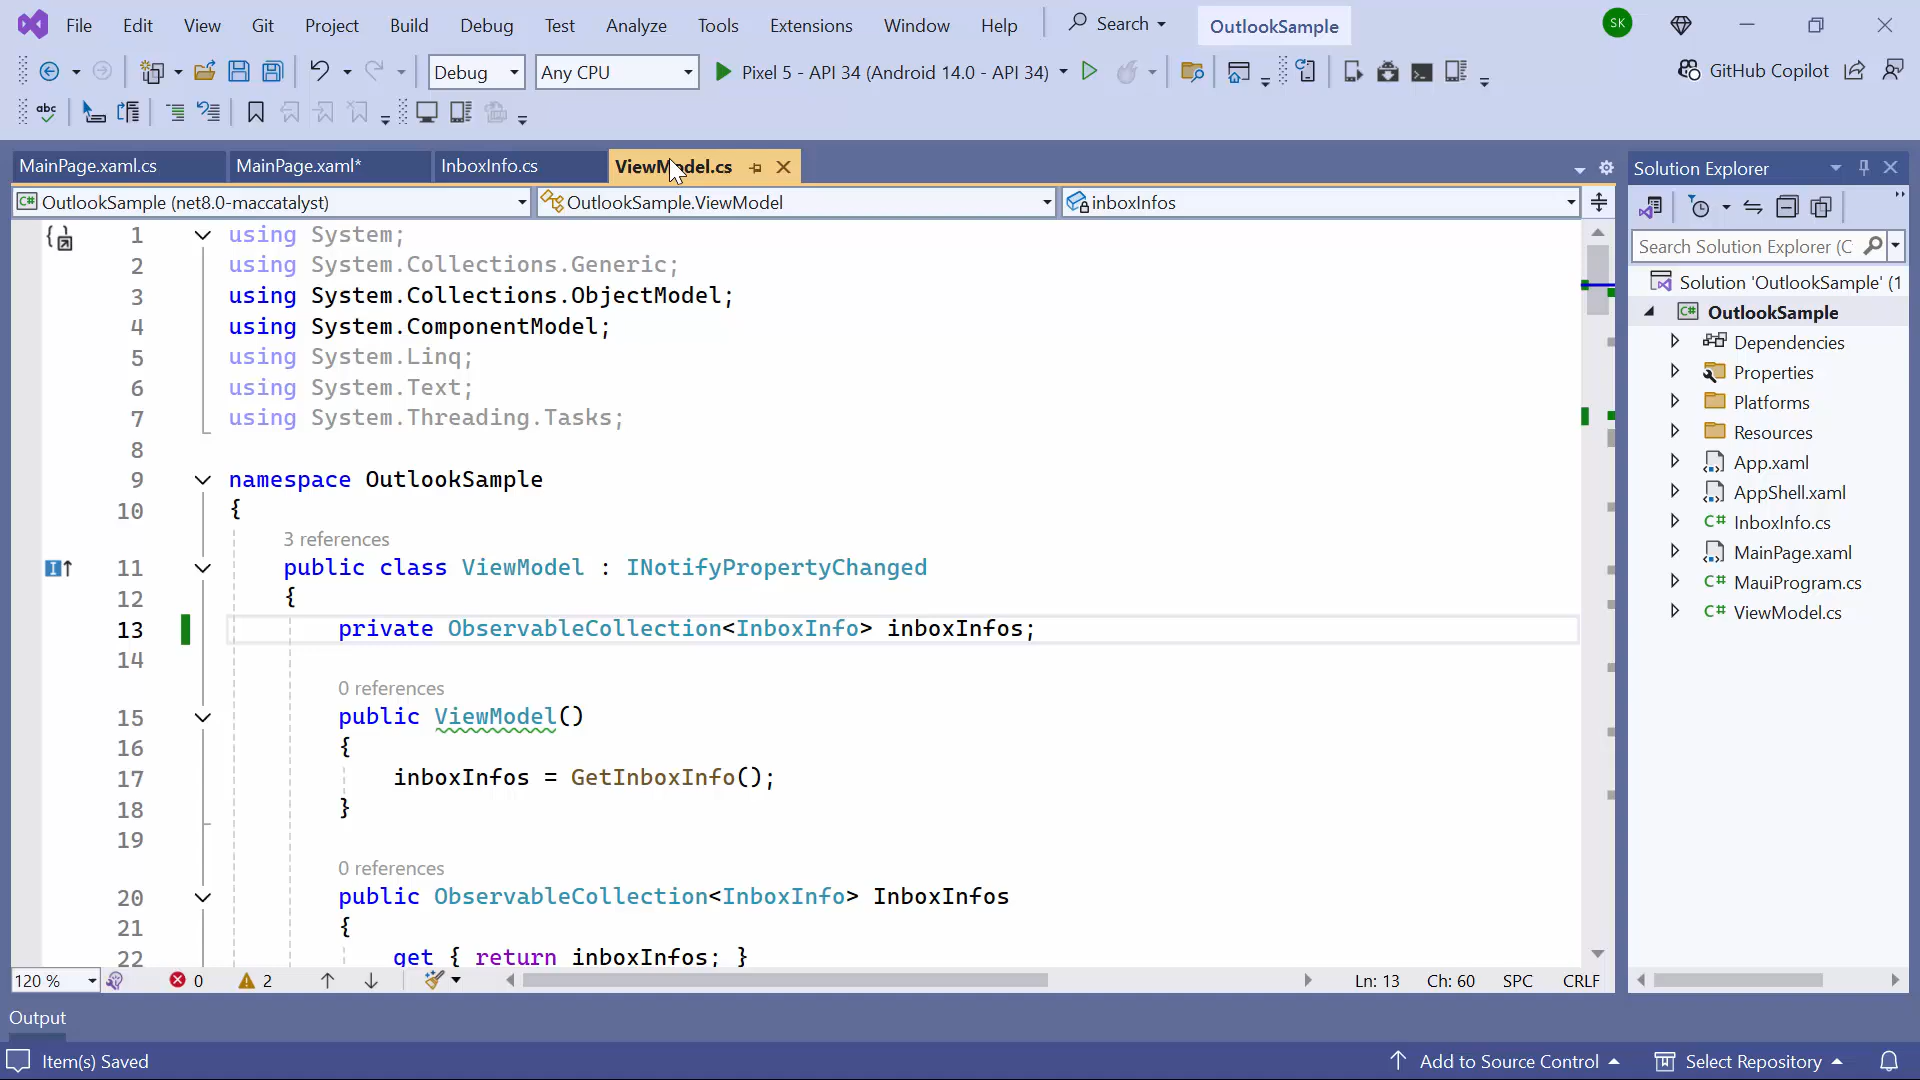 File Edit View Git Project Build Debug Test Analyze Tools Extensions Window Help Search OutlookSample SK
Debug Any CPU Pixel 5 - API 34 (Android 14.0 - API 34) GitHub Copilot
abc
MainPage.xaml.cs MainPage.xaml* InboxInfo.cs ViewModel.cs
OutlookSample (net8.0-maccatalyst) OutlookSample.ViewModel inboxInfos
1 using System;
2 using System.Collections.Generic;
3 using System.Collections.ObjectModel;
4 using System.ComponentModel;
5 using System.Linq;
6 using System.Text;
7 using System.Threading.Tasks;
8
9 namespace OutlookSample
10 {
3 references
11 public class ViewModel : INotifyPropertyChanged
12 {
13 private ObservableCollection<InboxInfo> inboxInfos;
14
0 references
15 public ViewModel()
16 {
17 inboxInfos = GetInboxInfo();
18 }
19
0 references
20 public ObservableCollection<InboxInfo> InboxInfos
21 {
22 get { return inboxInfos; }
120 % 0 2 Ln: 13 Ch: 60 SPC CRLF
Solution Explorer
Search Solution Explorer (C
Solution 'OutlookSample' (1
C# OutlookSample
Dependencies
Properties
Platforms
Resources
App.xaml
AppShell.xaml
C# InboxInfo.cs
MainPage.xaml
C# MauiProgram.cs
C# ViewModel.cs
Output
Item(s) Saved Add to Source Control Select Repository